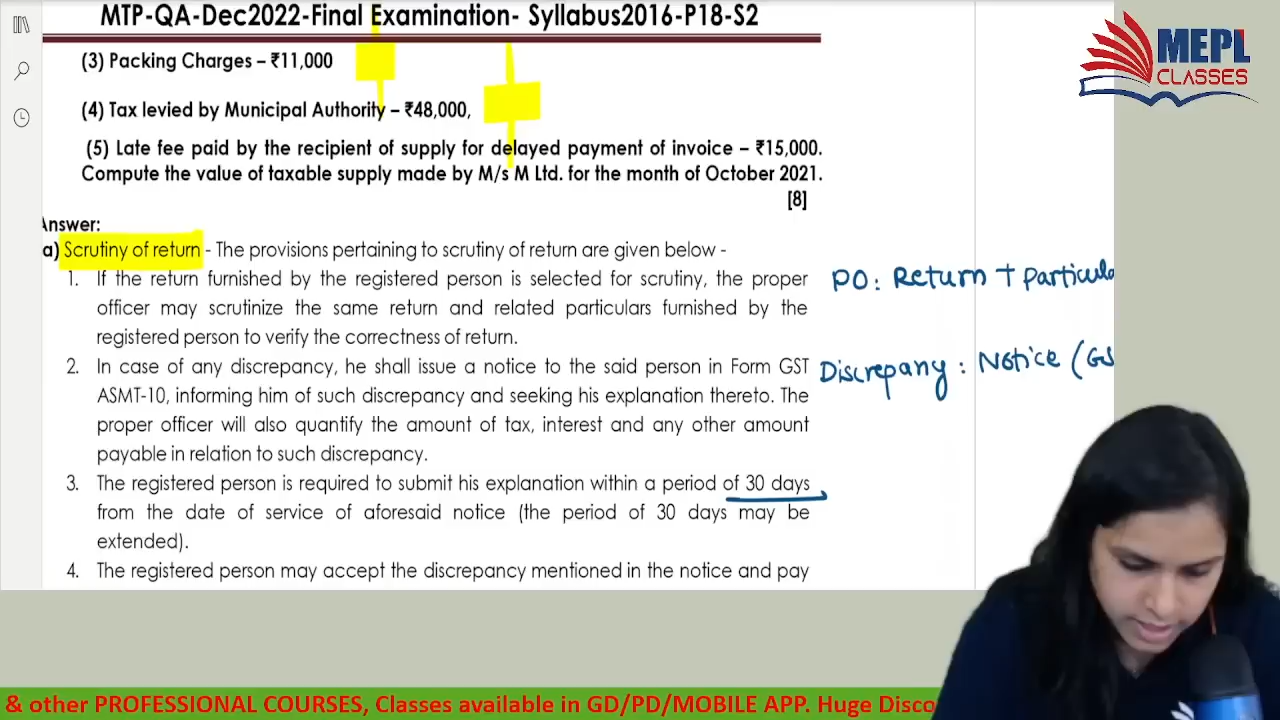 MTP-QA-Dec2022-Final Examination- Syllabus2016-P18-S2
MEPL
CLASSES
(3) Packing Charges – ₹11,000
(4) Tax levied by Municipal Authority – ₹48,000,
(5) Late fee paid by the recipient of supply for delayed payment of invoice – ₹15,000.
Compute the value of taxable supply made by M/s M Ltd. for the month of October 2021.
[8]
Answer:
a) Scrutiny of return - The provisions pertaining to scrutiny of return are given below -
1. If the return furnished by the registered person is selected for scrutiny, the proper
officer may scrutinize the same return and related particulars furnished by the
registered person to verify the correctness of return.
PO: Return + Particula
2. In case of any discrepancy, he shall issue a notice to the said person in Form GST
ASMT-10, informing him of such discrepancy and seeking his explanation thereto. The
proper officer will also quantify the amount of tax, interest and any other amount
payable in relation to such discrepancy.
Discrepany : Notice (GS
3. The registered person is required to submit his explanation within a period of 30 days
from the date of service of aforesaid notice (the period of 30 days may be
extended).
4. The registered person may accept the discrepancy mentioned in the notice and pay
& other PROFESSIONAL COURSES, Classes available in GD/PD/MOBILE APP. Huge Disco